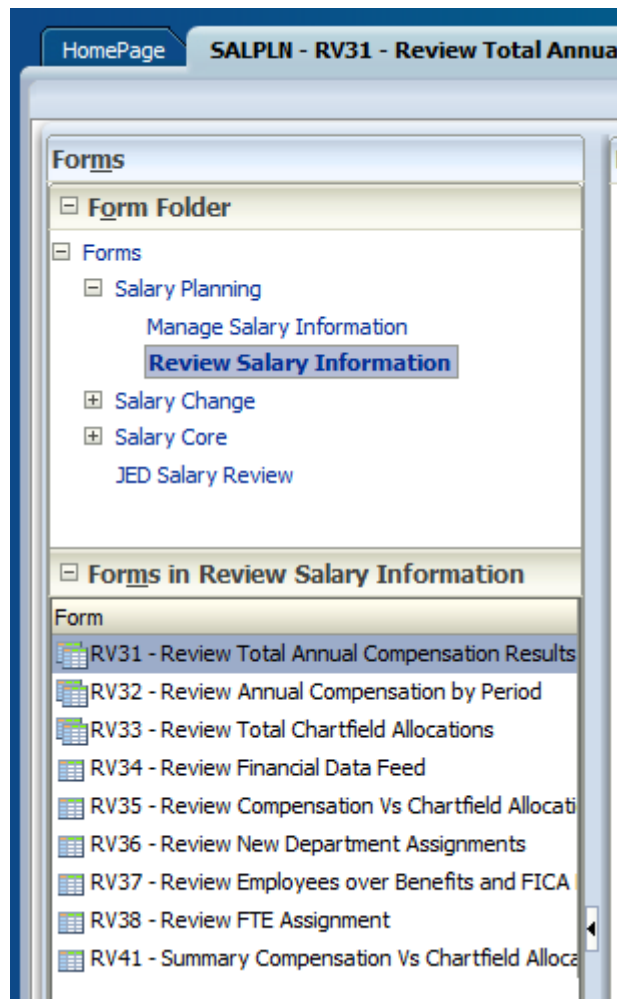 HomePage
SALPLN - RV31 - Review Total Annua
Forms
Form Folder
Forms
Salary Planning
Manage Salary Information
Review Salary Information
Salary Change
Salary Core
JED Salary Review
Forms in Review Salary Information
Form
RV31 - Review Total Annual Compensation Results
RV32 - Review Annual Compensation by Period
RV33 - Review Total Chartfield Allocations
RV34 - Review Financial Data Feed
RV35 - Review Compensation Vs Chartfield Allocati
RV36 - Review New Department Assignments
RV37 - Review Employees over Benefits and FICA
RV38 - Review FTE Assignment
RV41 - Summary Compensation Vs Chartfield Alloca